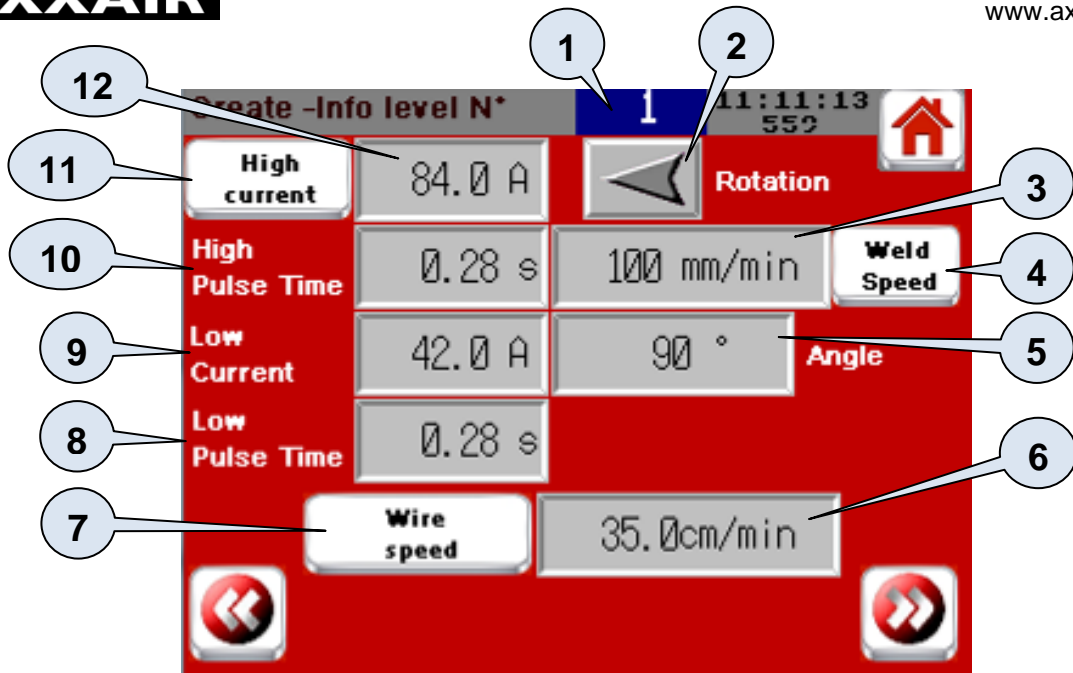 XXAIR
www.ax
1
2
12
Create -Info level N°
1
11:11:13
559
11
High
current
84.0 A
Rotation
3
10
High
Pulse Time
0.28 s
100 mm/min
Weld
Speed
4
9
Low
Current
42.0 A
90 °
Angle
5
8
Low
Pulse Time
0.28 s
6
7
Wire
speed
35.0cm/min